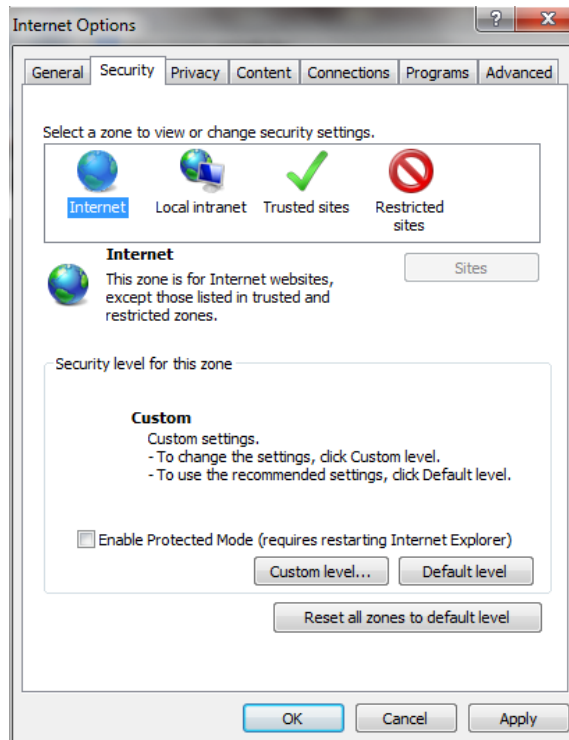 Internet Options
?
X
General Security Privacy Content Connections Programs Advanced
Select a zone to view or change security settings.
Internet Local intranet Trusted sites Restricted
sites
Internet
This zone is for Internet websites,
except those listed in trusted and
restricted zones.
Sites
Security level for this zone
Custom
Custom settings.
- To change the settings, click Custom level.
- To use the recommended settings, click Default level.
Enable Protected Mode (requires restarting Internet Explorer)
Custom level... Default level
Reset all zones to default level
OK Cancel Apply